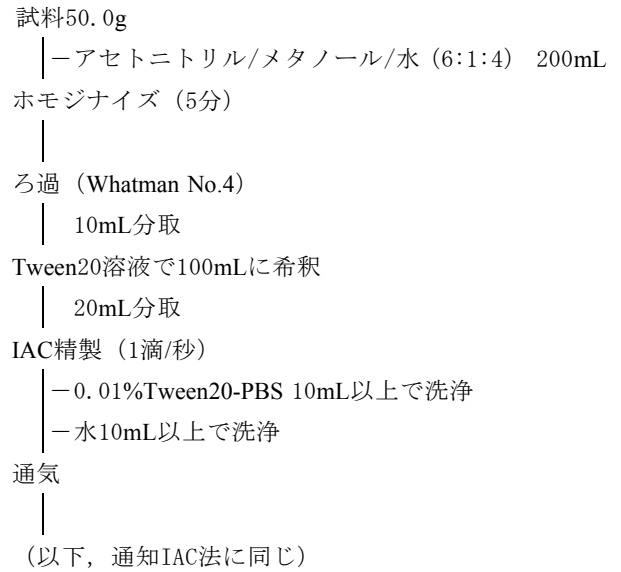 試料50.0g
－アセトニトリル/メタノール/水（6:1:4） 200mL
ホモジナイズ（5分）
ろ過（Whatman No.4）
10mL分取
Tween20溶液で100mLに希釈
20mL分取
IAC精製（1滴/秒）
－0.01%Tween20-PBS 10mL以上で洗浄
－水10mL以上で洗浄
通気
（以下，通知IAC法に同じ）